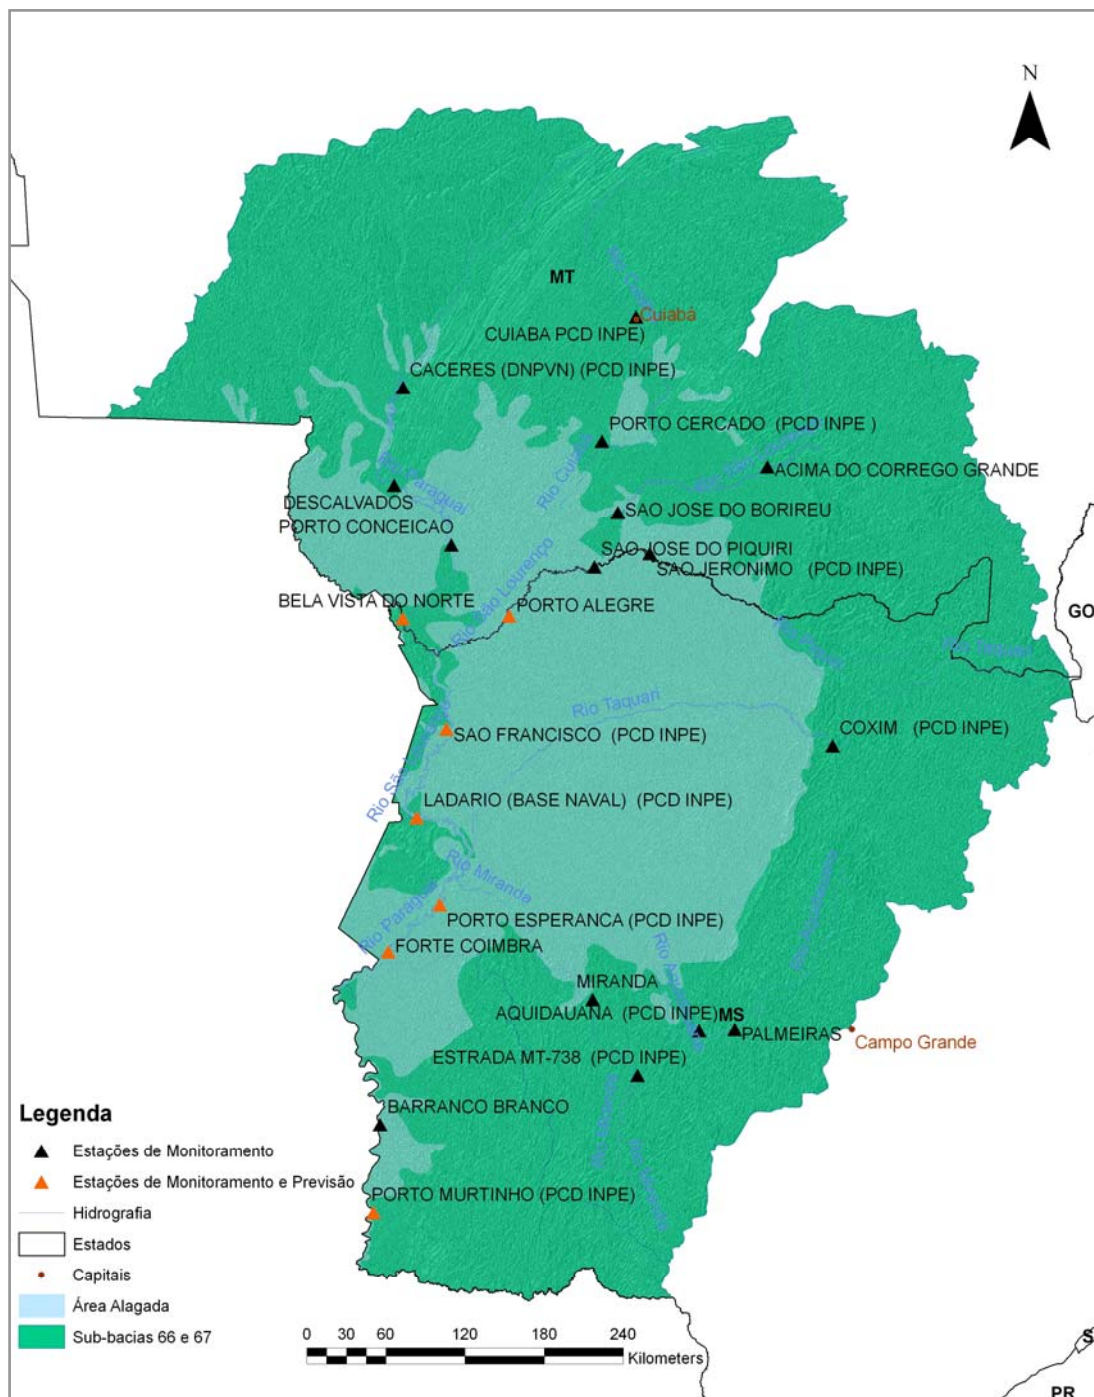 N
MT
Cuiabá
CUIABA PCD INPE)
CACERES (DNPVN) (PCD INPE)
PORTO CERCADO (PCD INPE )
Rio Cuiabá
Rio Paraguai
ACIMA DO CORREGO GRANDE
DESCALVADOS
SAO JOSE DO BORIREU
PORTO CONCEICAO
SAO JOSE DO PIQUIRI
SAO JERONIMO (PCD INPE)
Rio São Lourenço
BELA VISTA DO NORTE
PORTO ALEGRE
GO
Rio Taquari
Rio Taquari
COXIM (PCD INPE)
SAO FRANCISCO (PCD INPE)
LADARIO (BASE NAVAL) (PCD INPE)
Rio Miranda
Rio Paraguai
PORTO ESPERANCA (PCD INPE)
FORTE COIMBRA
MIRANDA
AQUIDAUANA (PCD INPE)
MS
PALMEIRAS
Campo Grande
ESTRADA MT-738 (PCD INPE)
BARRANCO BRANCO
PORTO MURTINHO (PCD INPE)
Legenda
Estações de Monitoramento
Estações de Monitoramento e Previsão
Hidrografia
Estados
Capitais
Área Alagada
Sub-bacias 66 e 67
0 30 60 120 180 240
Kilometers
S
PR